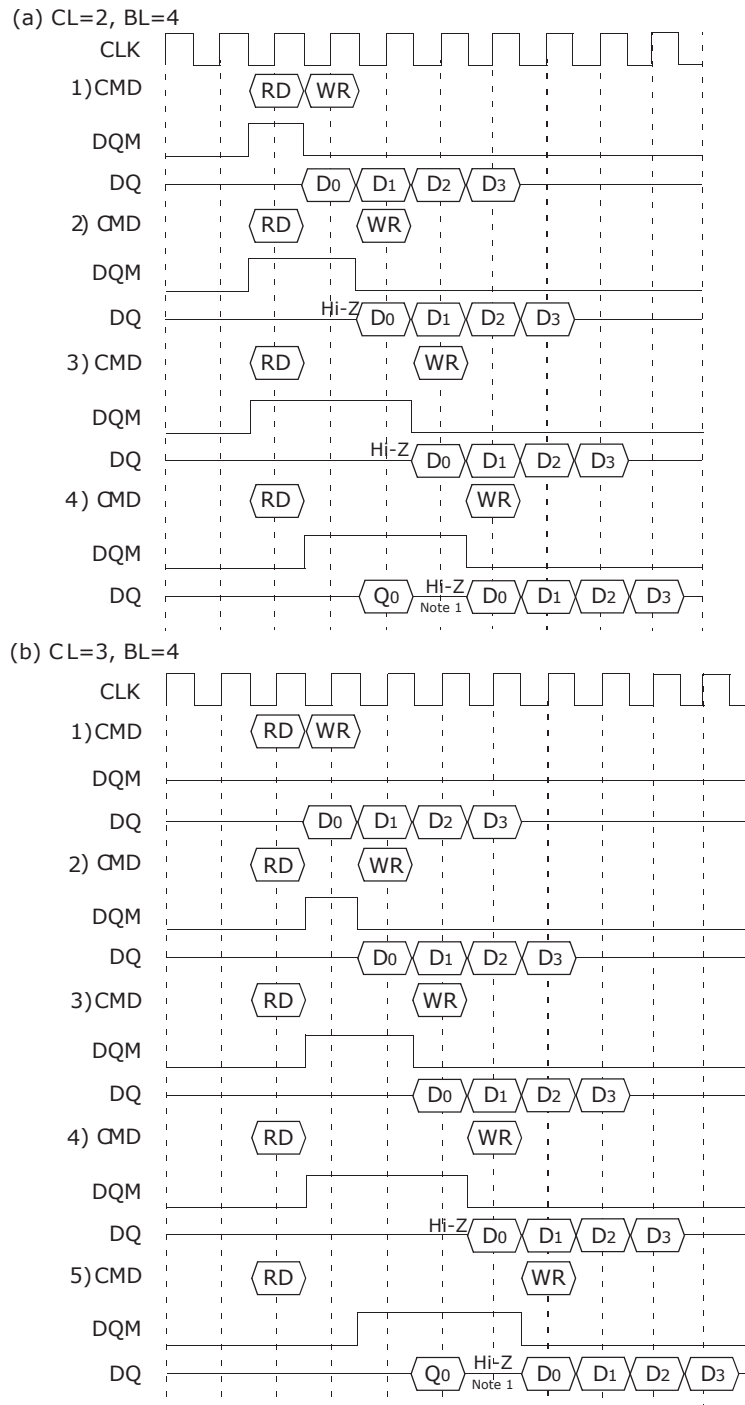 (a) CL=2, BL=4
CLK
1)CMD RD WR
DQM
DQ D0 D1 D2 D3
2) CMD RD WR
DQM
DQ Hi-Z D0 D1 D2 D3
3) CMD RD WR
DQM
DQ Hi-Z D0 D1 D2 D3
4) CMD RD WR
DQM
DQ Q0 Hi-Z D0 D1 D2 D3
Note 1
(b) CL=3, BL=4
CLK
1)CMD RD WR
DQM
DQ D0 D1 D2 D3
2) CMD RD WR
DQM
DQ D0 D1 D2 D3
3)CMD RD WR
DQM
DQ D0 D1 D2 D3
4) CMD RD WR
DQM
DQ Hi-Z D0 D1 D2 D3
5)CMD RD WR
DQM
DQ Q0 Hi-Z D0 D1 D2 D3
Note 1